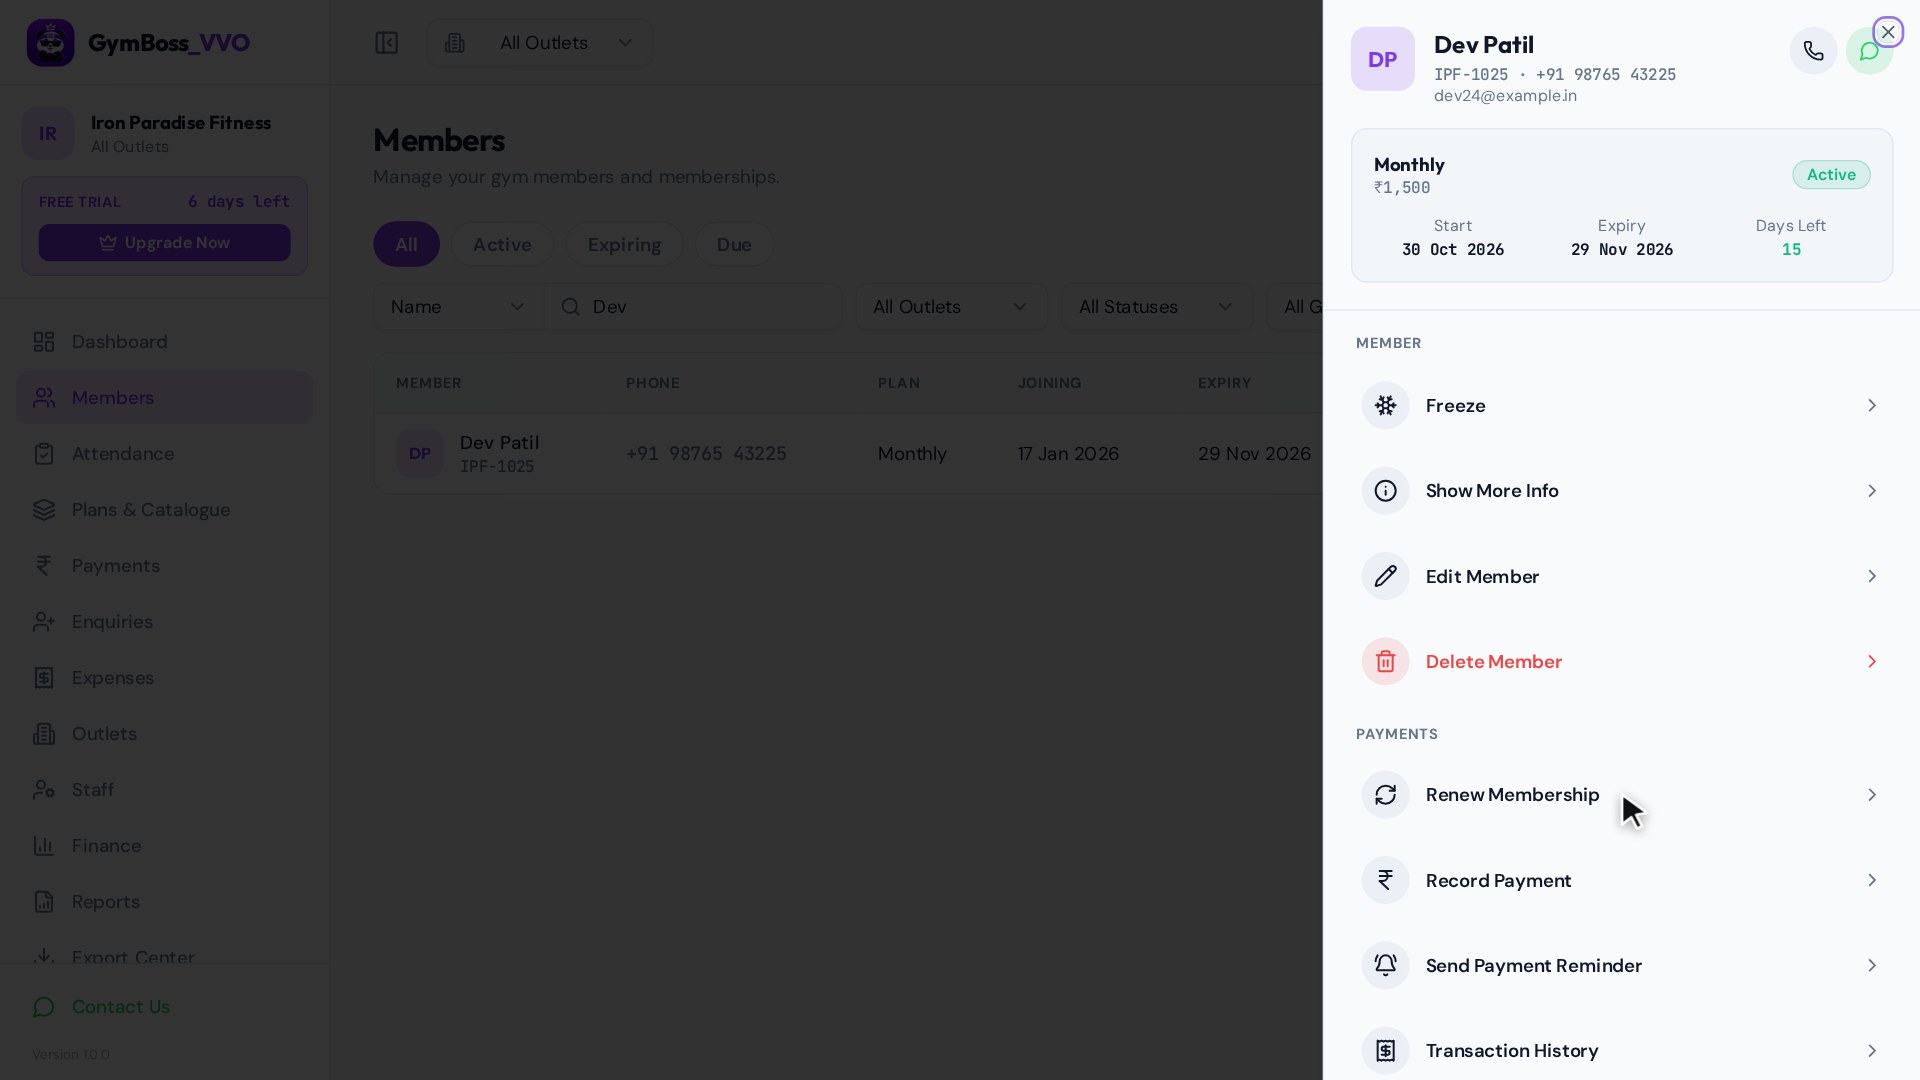 GymBoss_VVO
All Outlets
IR
Iron Paradise Fitness
All Outlets
FREE TRIAL 6 days left
Upgrade Now
Dashboard
Members
Attendance
Plans & Catalogue
Payments
Enquiries
Expenses
Outlets
Staff
Finance
Reports
Export Center
Contact Us
Version 1.0.0
Members
Manage your gym members and memberships.
All Active Expiring Due
Name Dev All Outlets All Statuses All G
MEMBER PHONE PLAN JOINING EXPIRY
DP Dev Patil +91 98765 43225 Monthly 17 Jan 2026 29 Nov 2026
IPF-1025
DP
Dev Patil
IPF-1025 · +91 98765 43225
dev24@example.in
Monthly
₹1,500
Active
Start Expiry Days Left
30 Oct 2026 29 Nov 2026 15
MEMBER
Freeze
Show More Info
Edit Member
Delete Member
PAYMENTS
Renew Membership
Record Payment
Send Payment Reminder
Transaction History